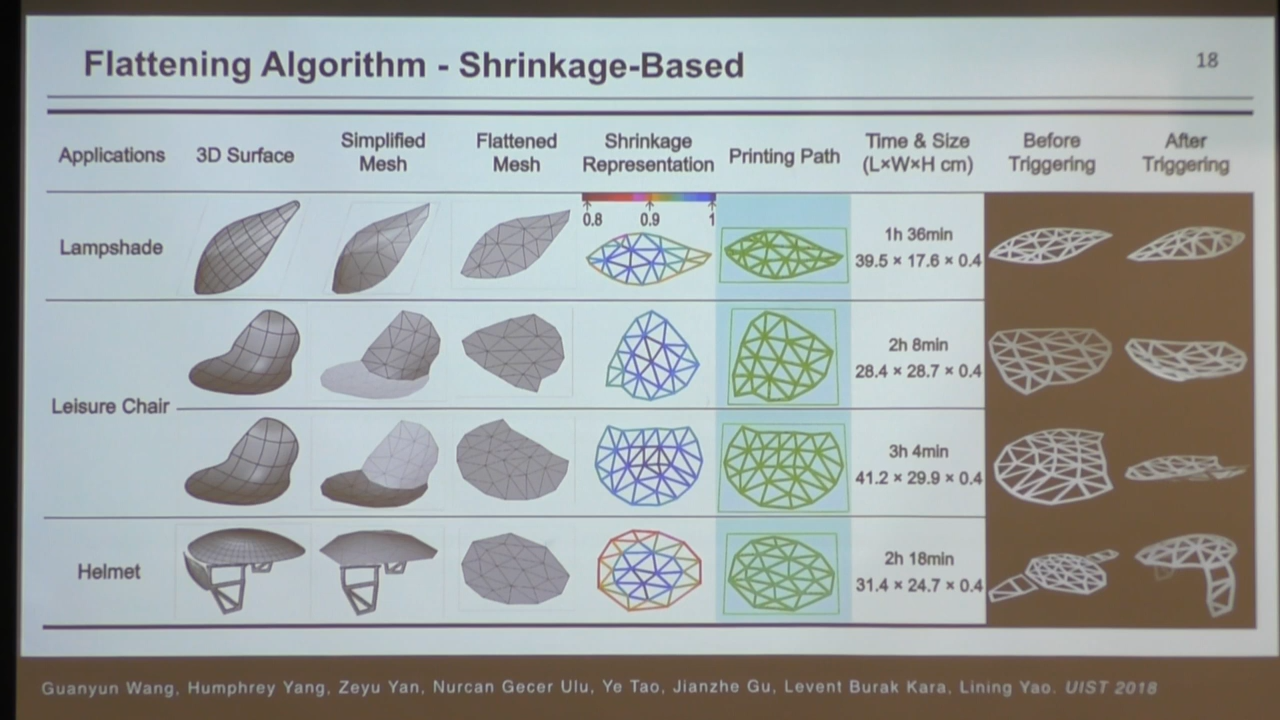 Flattening Algorithm - Shrinkage-Based
18
Applications
3D Surface
Simplified
Mesh
Flattened
Mesh
Shrinkage
Representation
Printing Path
Time & Size
(L×W×H cm)
Before
Triggering
After
Triggering
0.8 0.9 1
Lampshade
1h 36min
39.5 × 17.6 × 0.4
Leisure Chair
2h 8min
28.4 × 28.7 × 0.4
3h 4min
41.2 × 29.9 × 0.4
Helmet
2h 18min
31.4 × 24.7 × 0.4
Guanyun Wang, Humphrey Yang, Zeyu Yan, Nurcan Gecer Ulu, Ye Tao, Jianzhe Gu, Levent Burak Kara, Lining Yao. UIST 2018